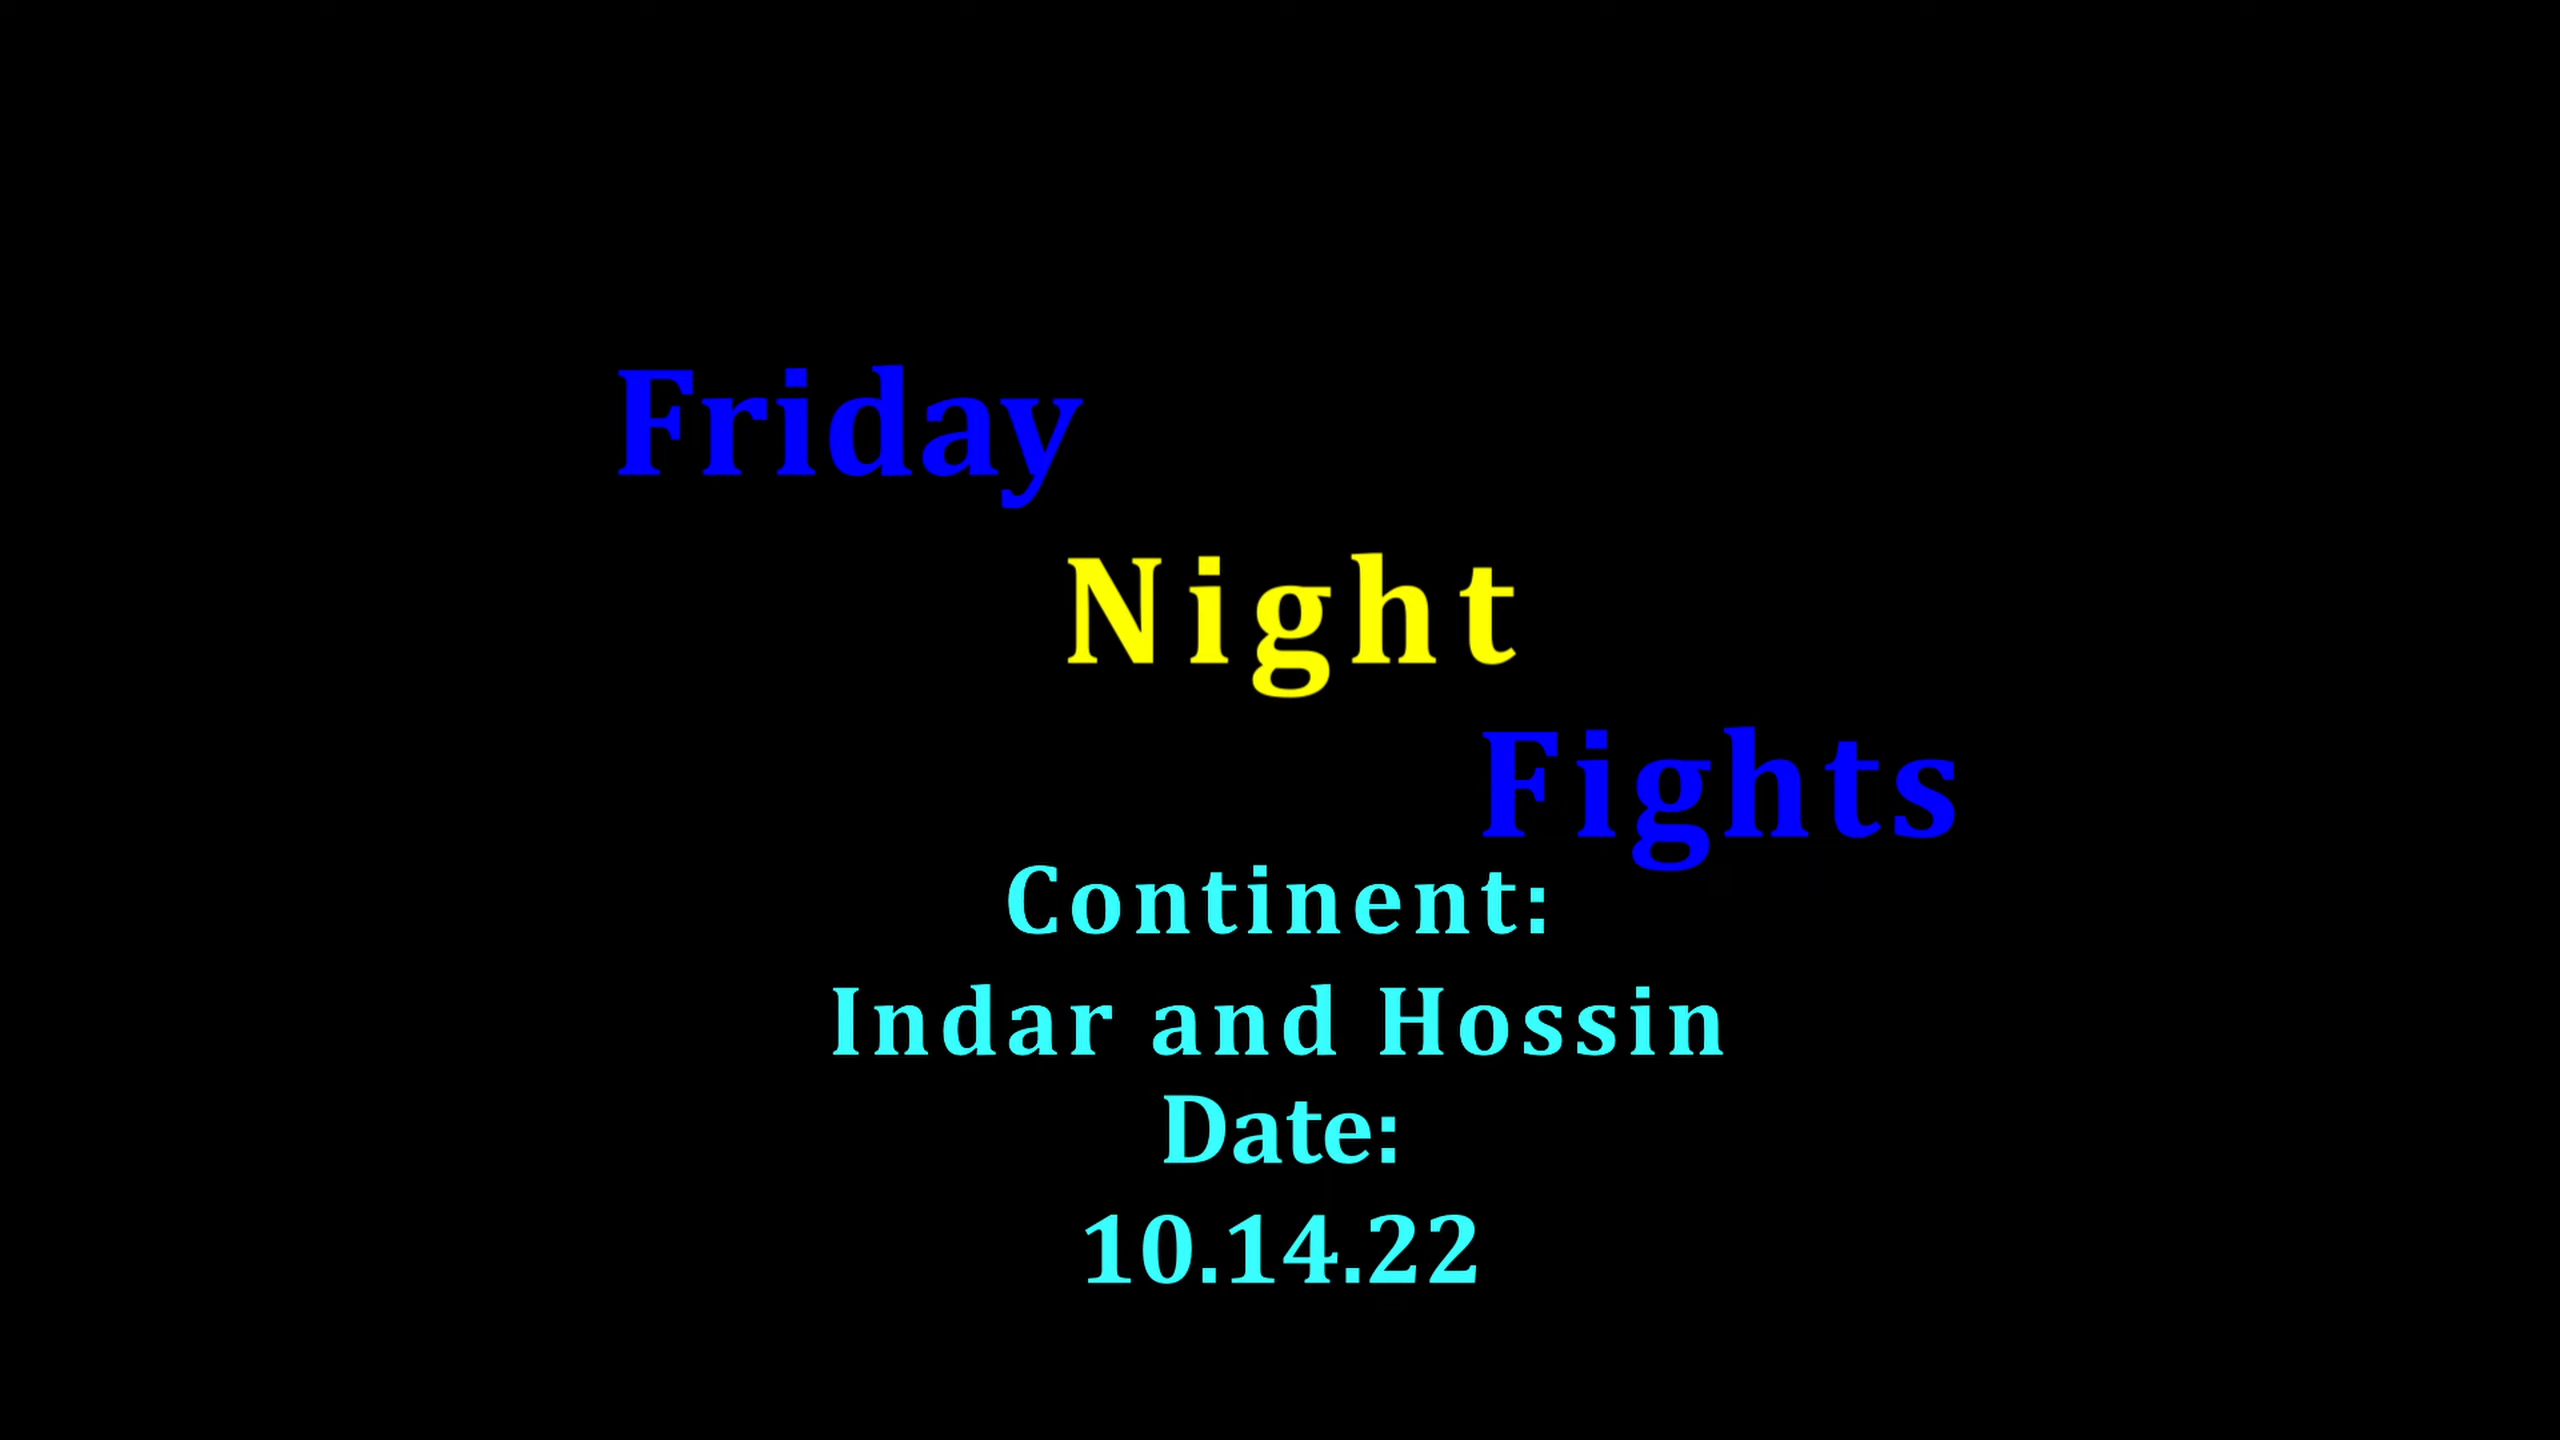 Friday
Night
Fights
Continent:
Indar and Hossin
Date:
10.14.22